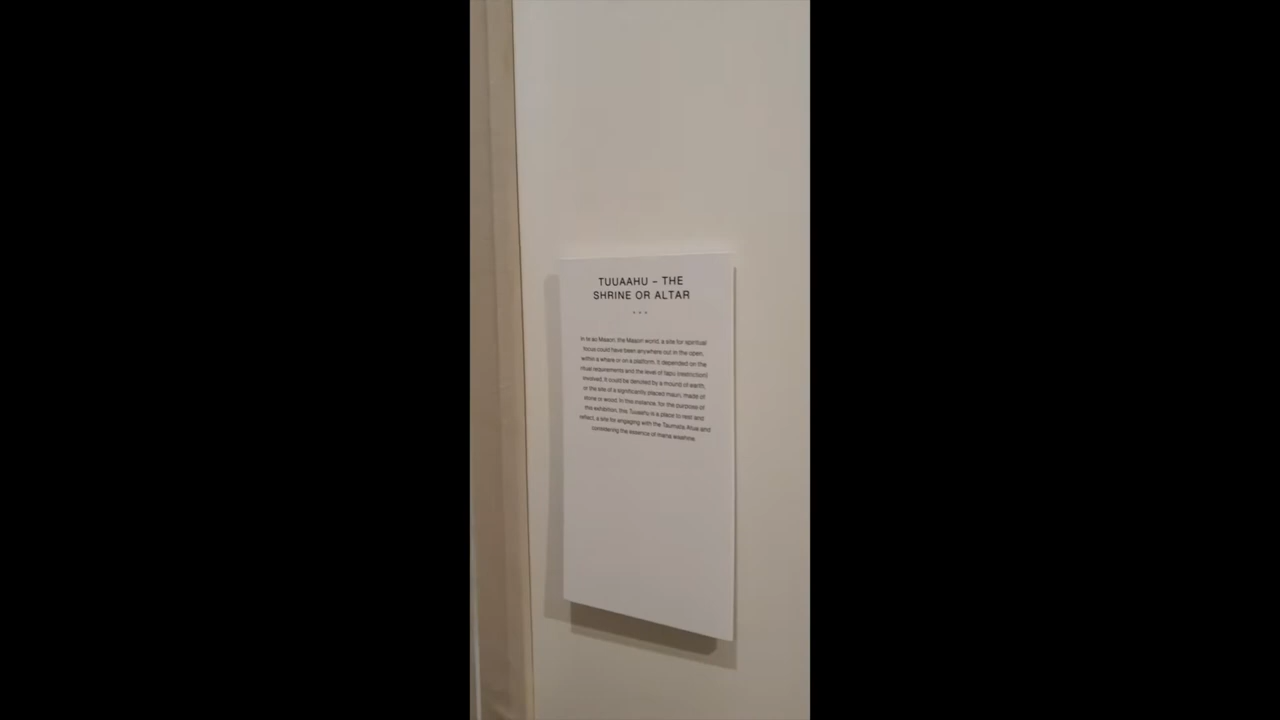 TUUAAHU – THE
SHRINE OR ALTAR
In te ao Maaori, the Maaori world, a site for spiritual
focus could have been anywhere out in the open,
within a whare or on a platform. It depended on the
ritual requirements and the level of tapu (restriction)
involved. It could be denoted by a mound of earth,
or the site of a significantly placed mauri, made of
stone or wood. In this instance, for the purpose of
this exhibition, this Tuuaahu is a place to rest and
reflect, a site for engaging with the Taumata Atua and
considering the essence of mana waahine.